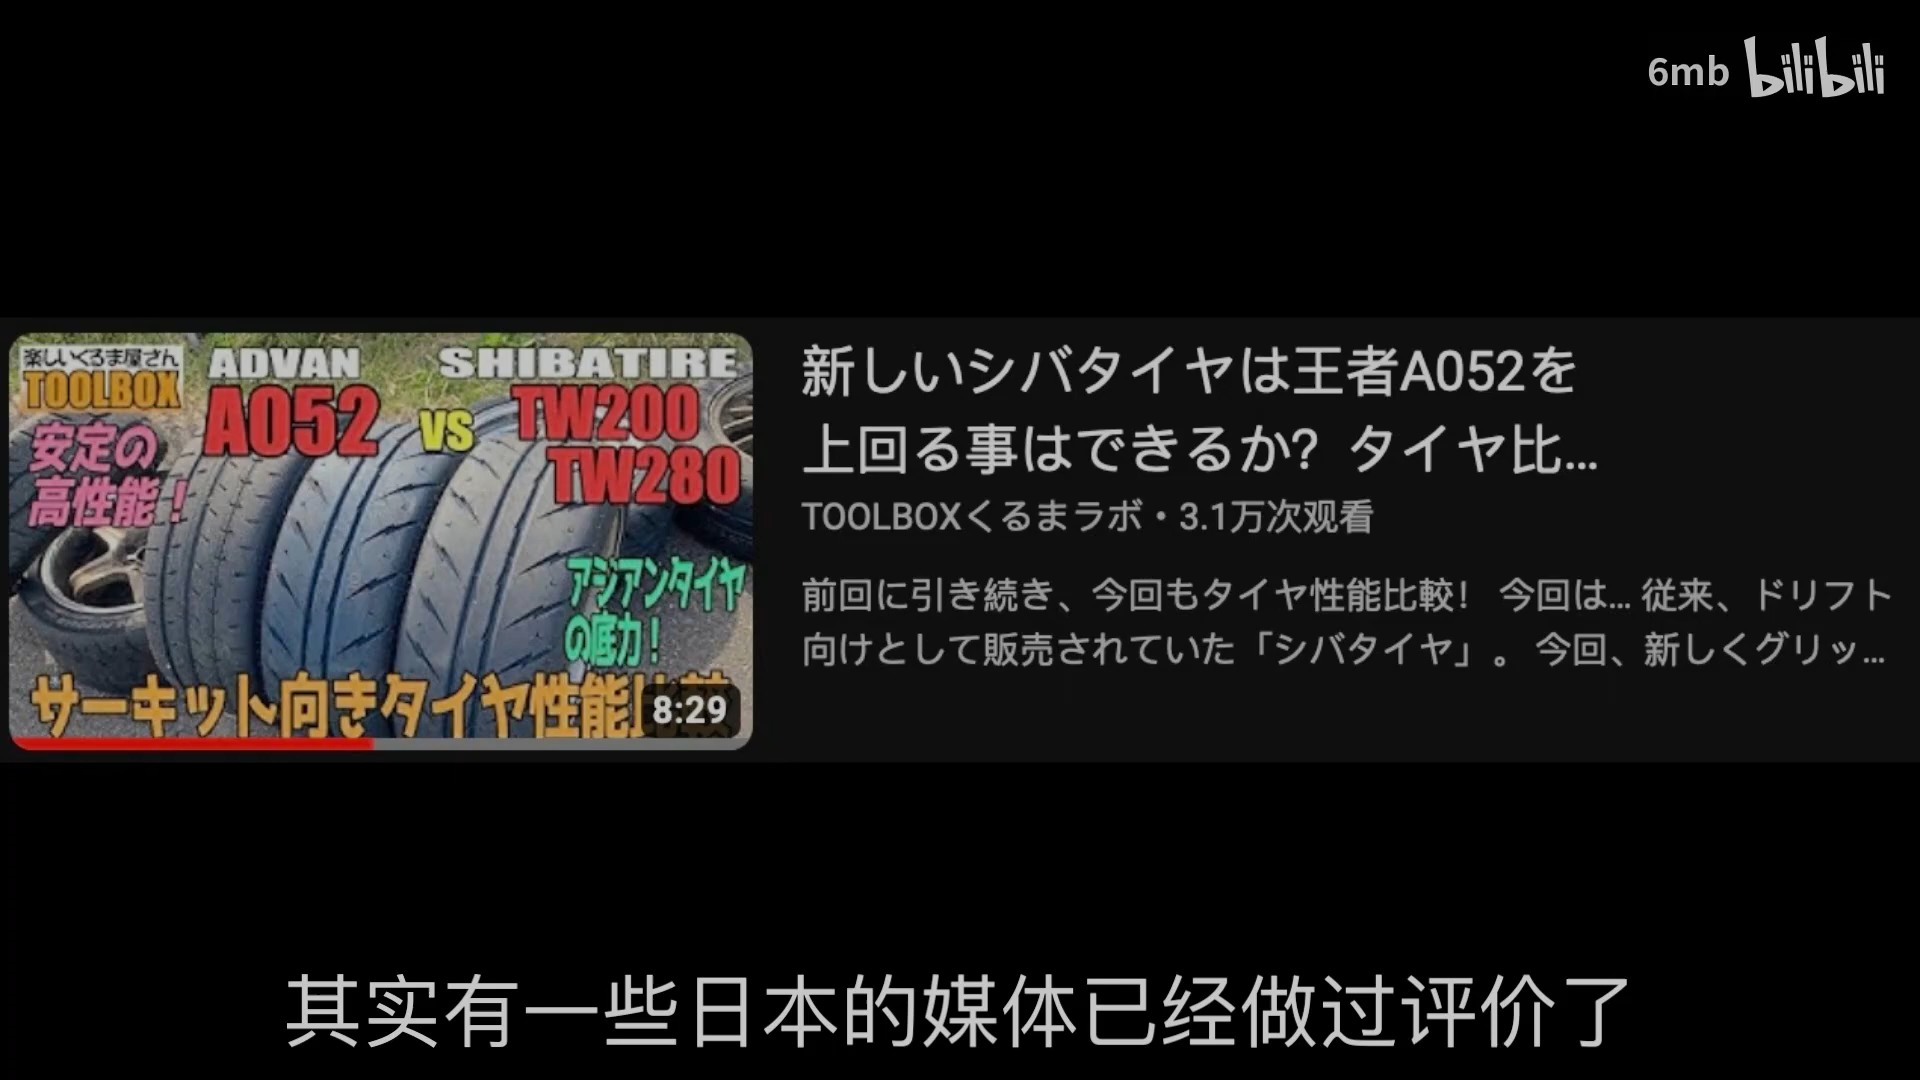 6mb bilibili
楽しいくるま屋さん
TOOLBOX
ADVAN
A052
vs
SHIBATIRE
TW200
TW280
安定の
高性能！
アジアンタイヤ
の底力！
サーキット向きタイヤ性能比較
8:29
新しいシバタイヤは王者A052を
上回る事はできるか？タイヤ比...
TOOLBOXくるまラボ・3.1万次观看
前回に引き続き、今回もタイヤ性能比較！ 今回は... 従来、ドリフト
向けとして販売されていた「シバタイヤ」。 今回、新しくグリッ...
其实有一些日本的媒体已经做过评价了